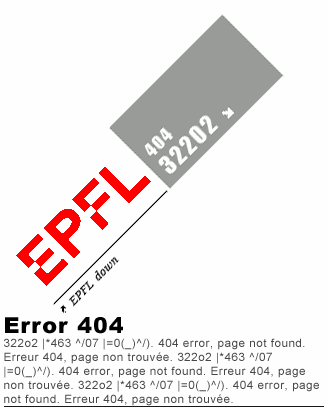 404
32202
EPFL
EPFL down
Error 404
322o2 |*463 ^/07 |=0(_)^/). 404 error, page not found.
Erreur 404, page non trouvée. 322o2 |*463 ^/07
|=0(_)^/). 404 error, page not found. Erreur 404, page
non trouvée. 322o2 |*463 ^/07 |=0(_)^/). 404 error, page
not found. Erreur 404, page non trouvée.